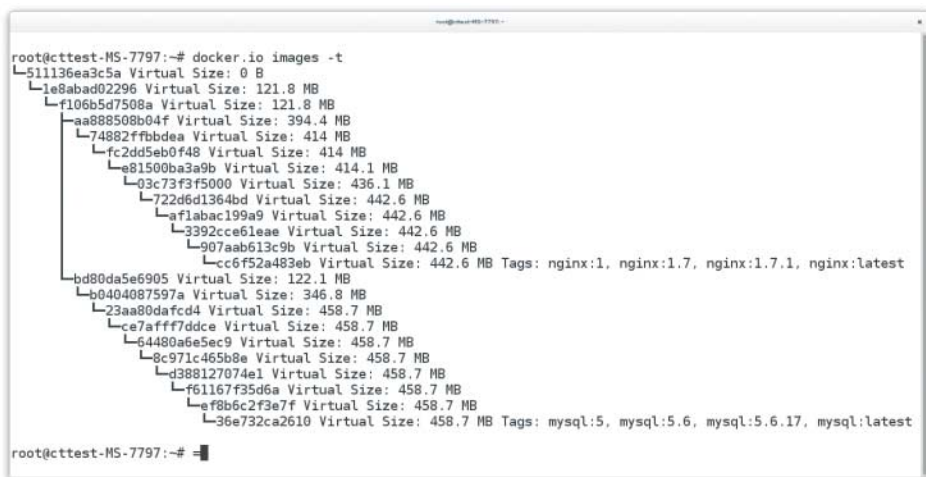 root@cttest-MS-7797:~
root@cttest-MS-7797:~# docker.io images -t
└─511136ea3c5a Virtual Size: 0 B
  └─1e8abad02296 Virtual Size: 121.8 MB
    └─f106b5d7508a Virtual Size: 121.8 MB
      ├─aa888508b04f Virtual Size: 394.4 MB
      │ └─74882ffbbdea Virtual Size: 414 MB
      │   └─fc2dd5eb0f48 Virtual Size: 414 MB
      │     └─e81500ba3a9b Virtual Size: 414.1 MB
      │       └─03c73f3f5000 Virtual Size: 436.1 MB
      │         └─722d6d1364bd Virtual Size: 442.6 MB
      │           └─af1abac199a9 Virtual Size: 442.6 MB
      │             └─3392cce61eae Virtual Size: 442.6 MB
      │               └─907aab613c9b Virtual Size: 442.6 MB
      │                 └─cc6f52a483eb Virtual Size: 442.6 MB Tags: nginx:1, nginx:1.7, nginx:1.7.1, nginx:latest
      └─bd80da5e6905 Virtual Size: 122.1 MB
        └─b0404087597a Virtual Size: 346.8 MB
          └─23aa80dafcd4 Virtual Size: 458.7 MB
            └─ce7afff7ddce Virtual Size: 458.7 MB
              └─64480a6e5ec9 Virtual Size: 458.7 MB
                └─8c971c465b8e Virtual Size: 458.7 MB
                  └─d388127074e1 Virtual Size: 458.7 MB
                    └─f61167f35d6a Virtual Size: 458.7 MB
                      └─ef8b6c2f3e7f Virtual Size: 458.7 MB
                        └─36e732ca2610 Virtual Size: 458.7 MB Tags: mysql:5, mysql:5.6, mysql:5.6.17, mysql:latest
root@cttest-MS-7797:~# =